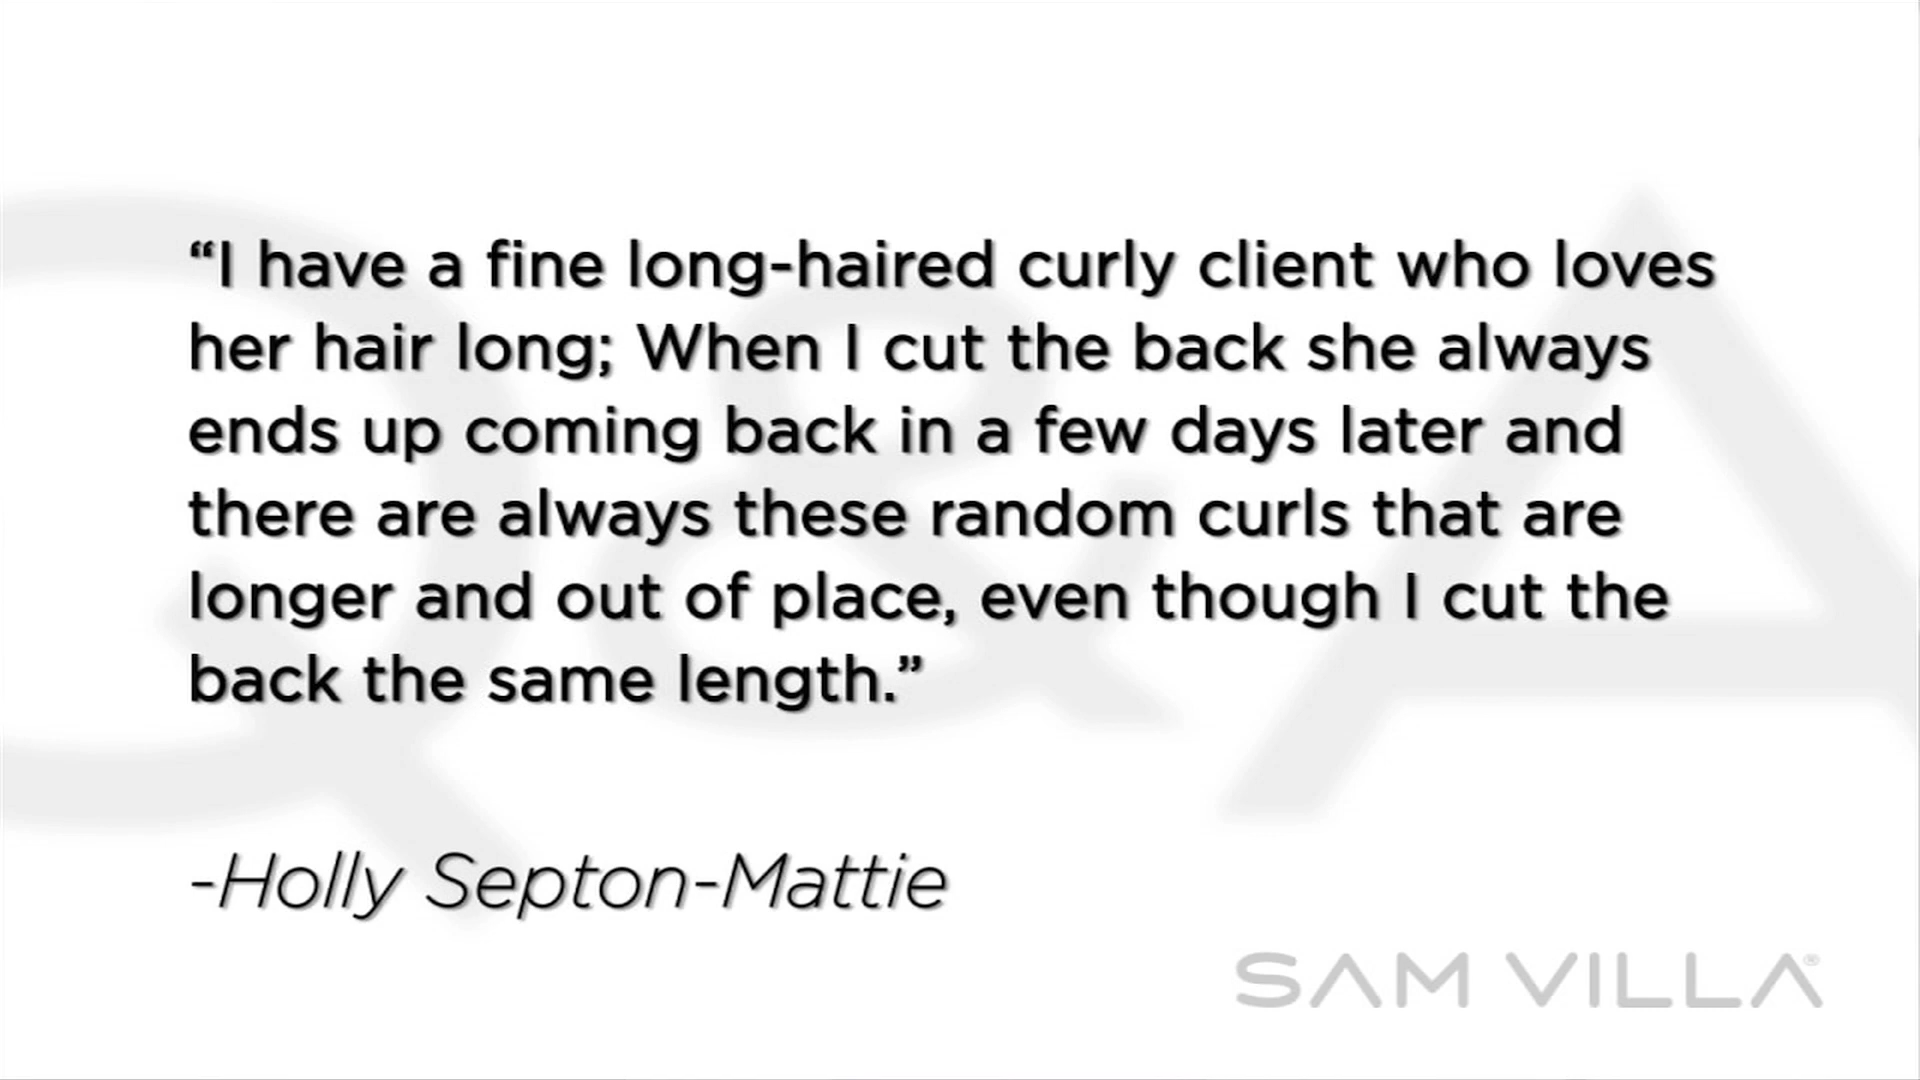 Q&A
“I have a fine long-haired curly client who loves
her hair long; When I cut the back she always
ends up coming back in a few days later and
there are always these random curls that are
longer and out of place, even though I cut the
back the same length.”
-Holly Septon-Mattie
SAM VILLA®